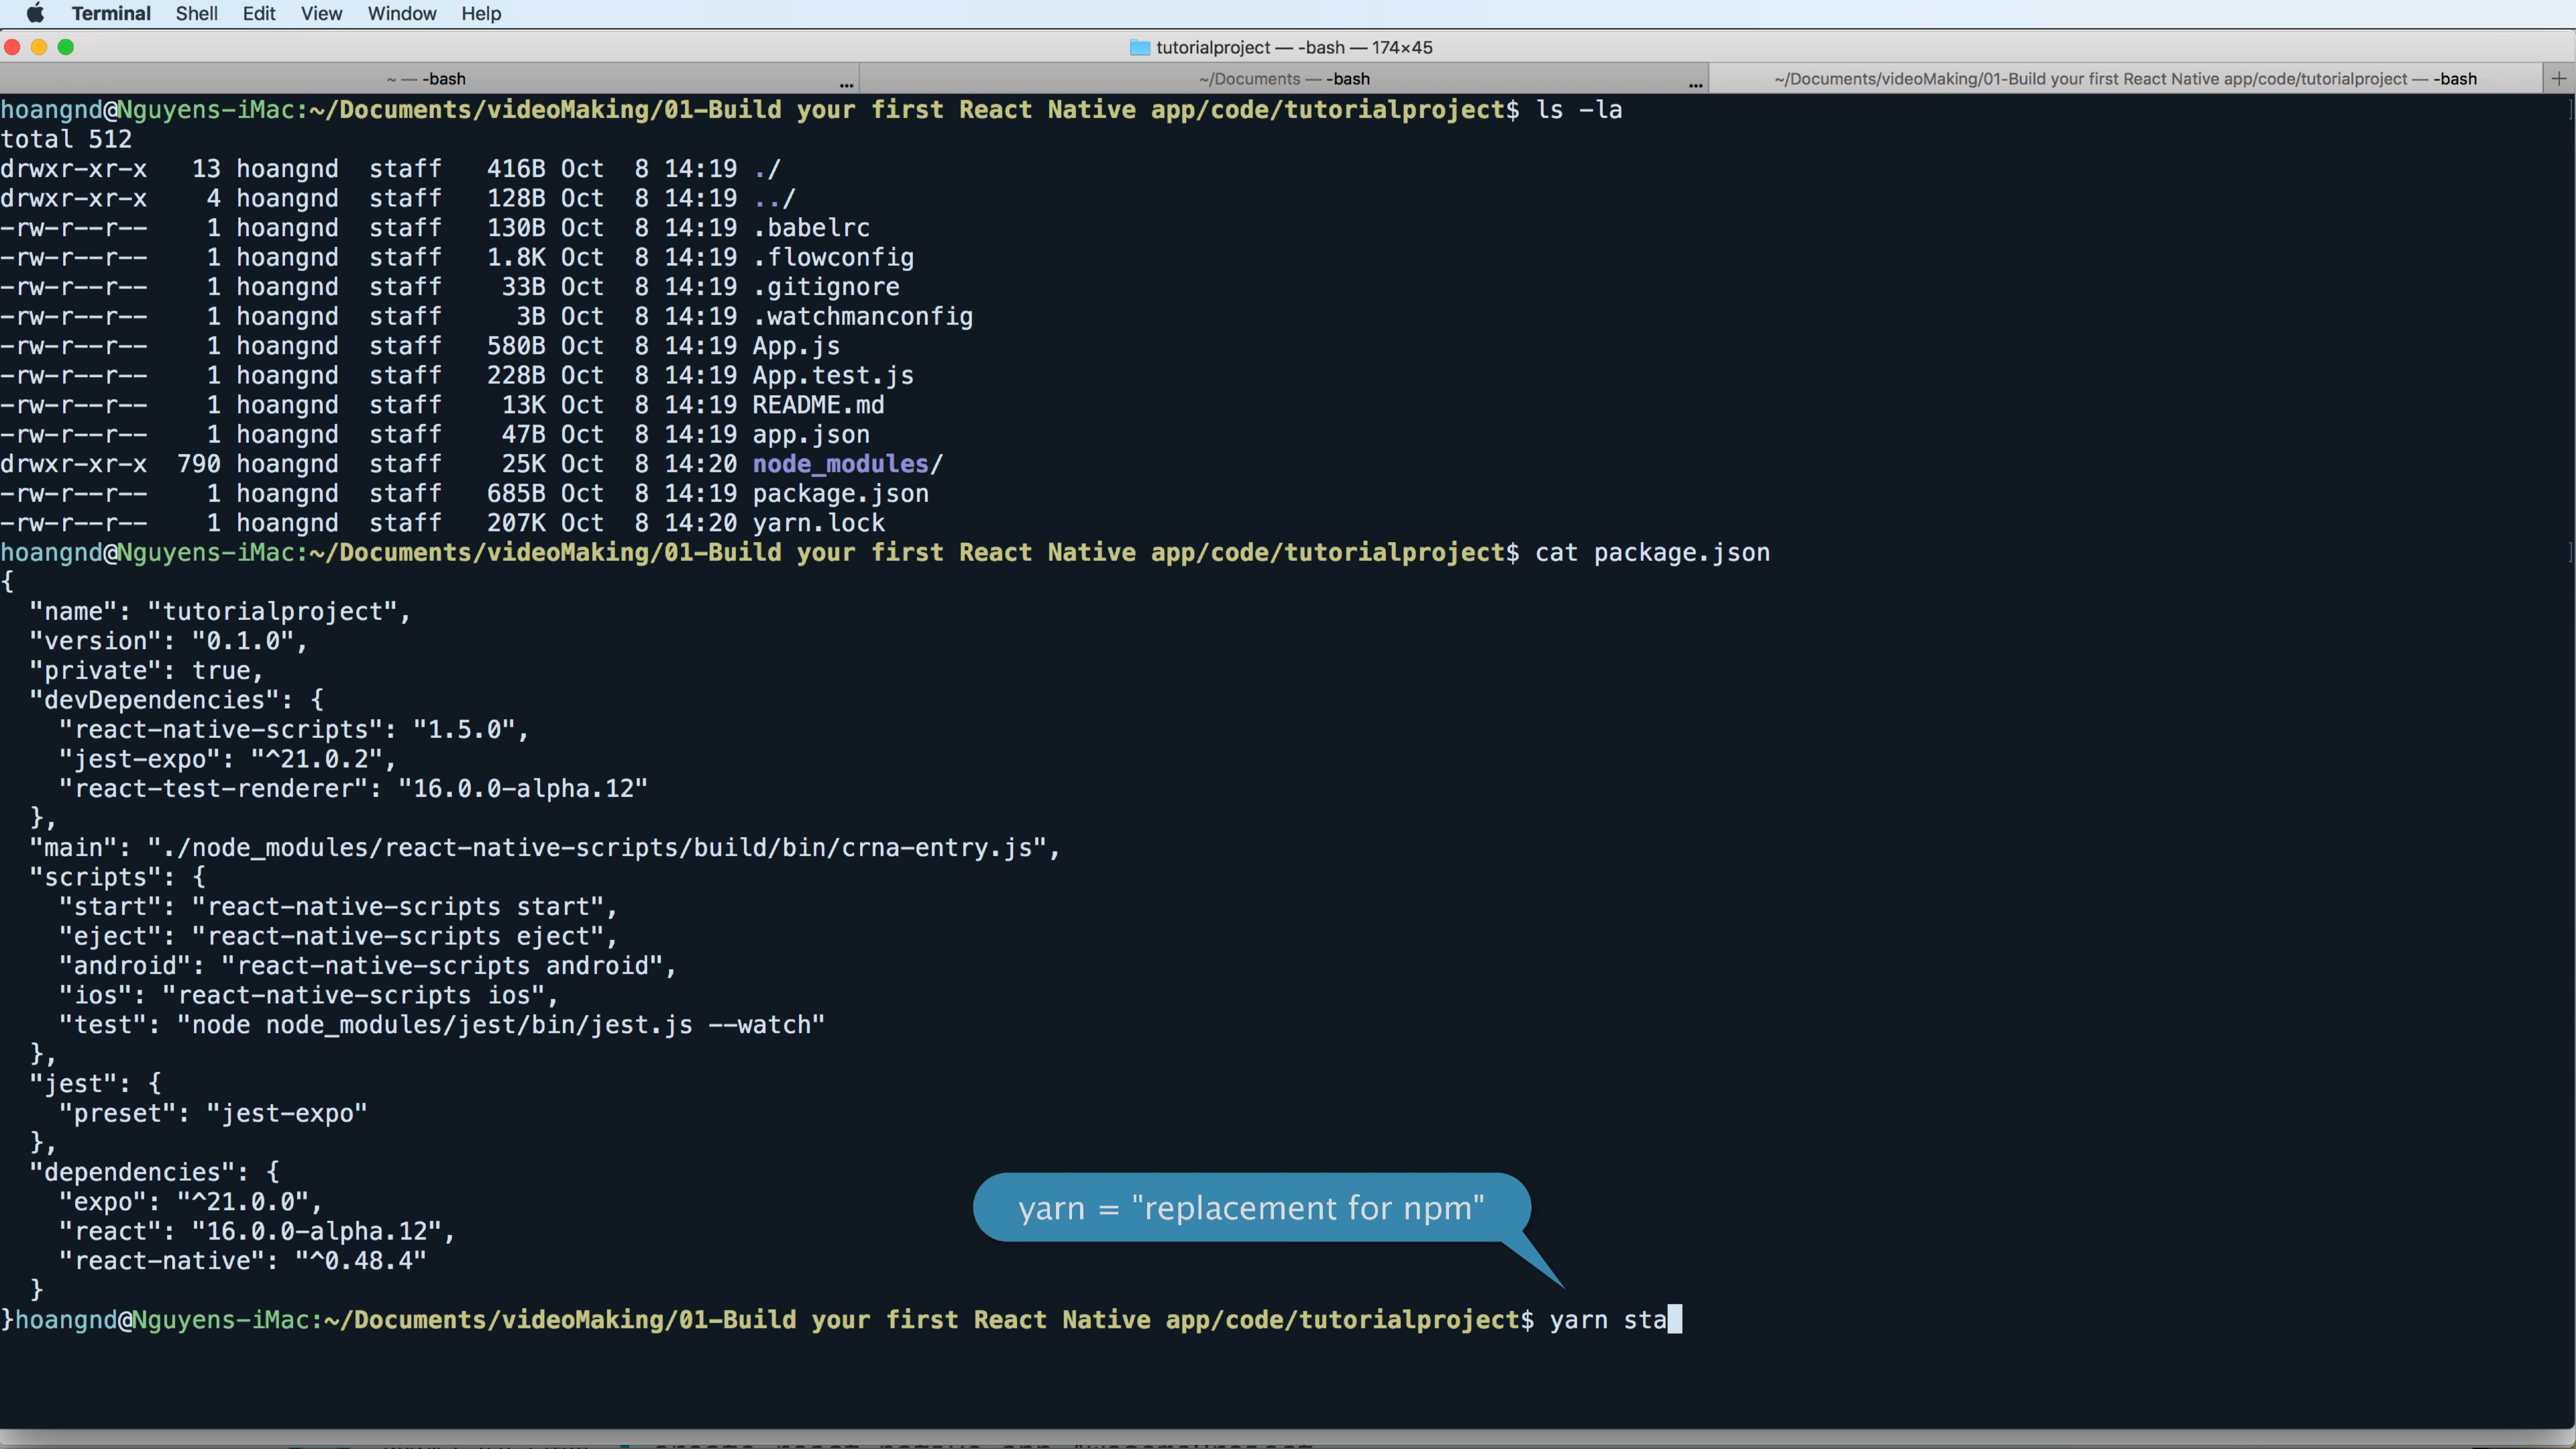 Terminal Shell Edit View Window Help
tutorialproject — -bash — 174×45
~ — -bash ... ~/Documents — -bash ... ~/Documents/videoMaking/01-Build your first React Native app/code/tutorialproject — -bash +
hoangnd@Nguyens-iMac:~/Documents/videoMaking/01-Build your first React Native app/code/tutorialproject$ ls -la
total 512
drwxr-xr-x   13 hoangnd  staff   416B Oct  8 14:19 ./
drwxr-xr-x    4 hoangnd  staff   128B Oct  8 14:19 ../
-rw-r--r--    1 hoangnd  staff   130B Oct  8 14:19 .babelrc
-rw-r--r--    1 hoangnd  staff   1.8K Oct  8 14:19 .flowconfig
-rw-r--r--    1 hoangnd  staff    33B Oct  8 14:19 .gitignore
-rw-r--r--    1 hoangnd  staff     3B Oct  8 14:19 .watchmanconfig
-rw-r--r--    1 hoangnd  staff   580B Oct  8 14:19 App.js
-rw-r--r--    1 hoangnd  staff   228B Oct  8 14:19 App.test.js
-rw-r--r--    1 hoangnd  staff    13K Oct  8 14:19 README.md
-rw-r--r--    1 hoangnd  staff    47B Oct  8 14:19 app.json
drwxr-xr-x  790 hoangnd  staff    25K Oct  8 14:20 node_modules/
-rw-r--r--    1 hoangnd  staff   685B Oct  8 14:19 package.json
-rw-r--r--    1 hoangnd  staff   207K Oct  8 14:20 yarn.lock
hoangnd@Nguyens-iMac:~/Documents/videoMaking/01-Build your first React Native app/code/tutorialproject$ cat package.json
{
  "name": "tutorialproject",
  "version": "0.1.0",
  "private": true,
  "devDependencies": {
    "react-native-scripts": "1.5.0",
    "jest-expo": "^21.0.2",
    "react-test-renderer": "16.0.0-alpha.12"
  },
  "main": "./node_modules/react-native-scripts/build/bin/crna-entry.js",
  "scripts": {
    "start": "react-native-scripts start",
    "eject": "react-native-scripts eject",
    "android": "react-native-scripts android",
    "ios": "react-native-scripts ios",
    "test": "node node_modules/jest/bin/jest.js --watch"
  },
  "jest": {
    "preset": "jest-expo"
  },
  "dependencies": {
    "expo": "^21.0.0",
    "react": "16.0.0-alpha.12",
    "react-native": "^0.48.4"
  }
yarn = "replacement for npm"
}hoangnd@Nguyens-iMac:~/Documents/videoMaking/01-Build your first React Native app/code/tutorialproject$ yarn sta